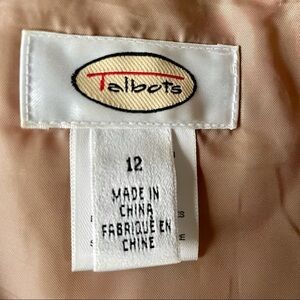 Talbots
12
MADE IN
CHINA
FABRIQUÉ EN
CHINE